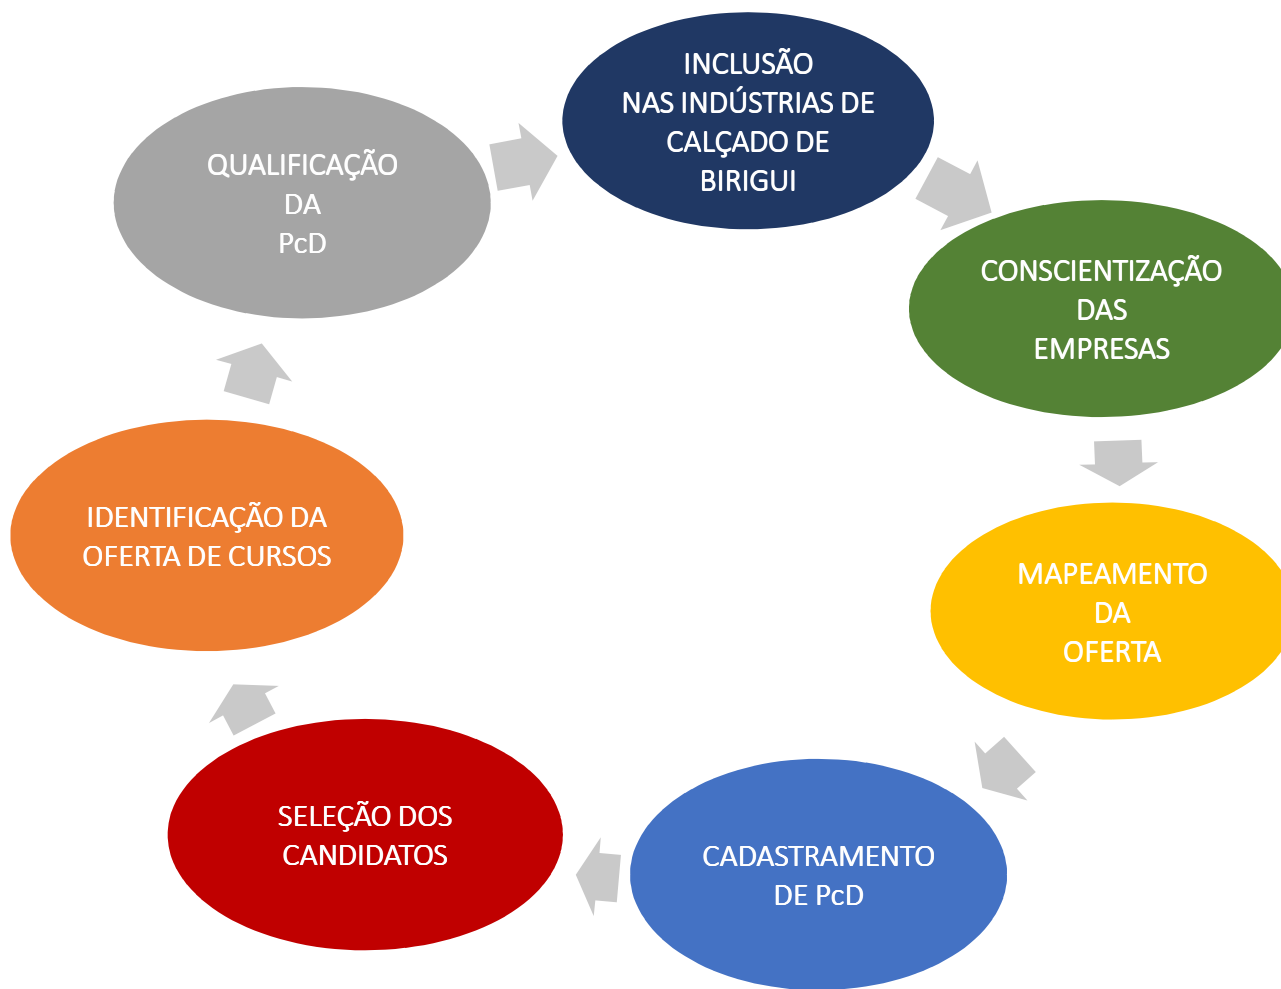 INCLUSÃO
NAS INDÚSTRIAS DE
CALÇADO DE
BIRIGUI
CONSCIENTIZAÇÃO
DAS
EMPRESAS
MAPEAMENTO
DA
OFERTA
CADASTRAMENTO
DE PcD
SELEÇÃO DOS
CANDIDATOS
IDENTIFICAÇÃO DA
OFERTA DE CURSOS
QUALIFICAÇÃO
DA
PcD